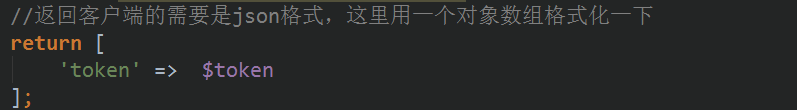 //返回客户端的需要是json格式，这里用一个对象数组格式化一下
return [
    'token' =>  $token
];